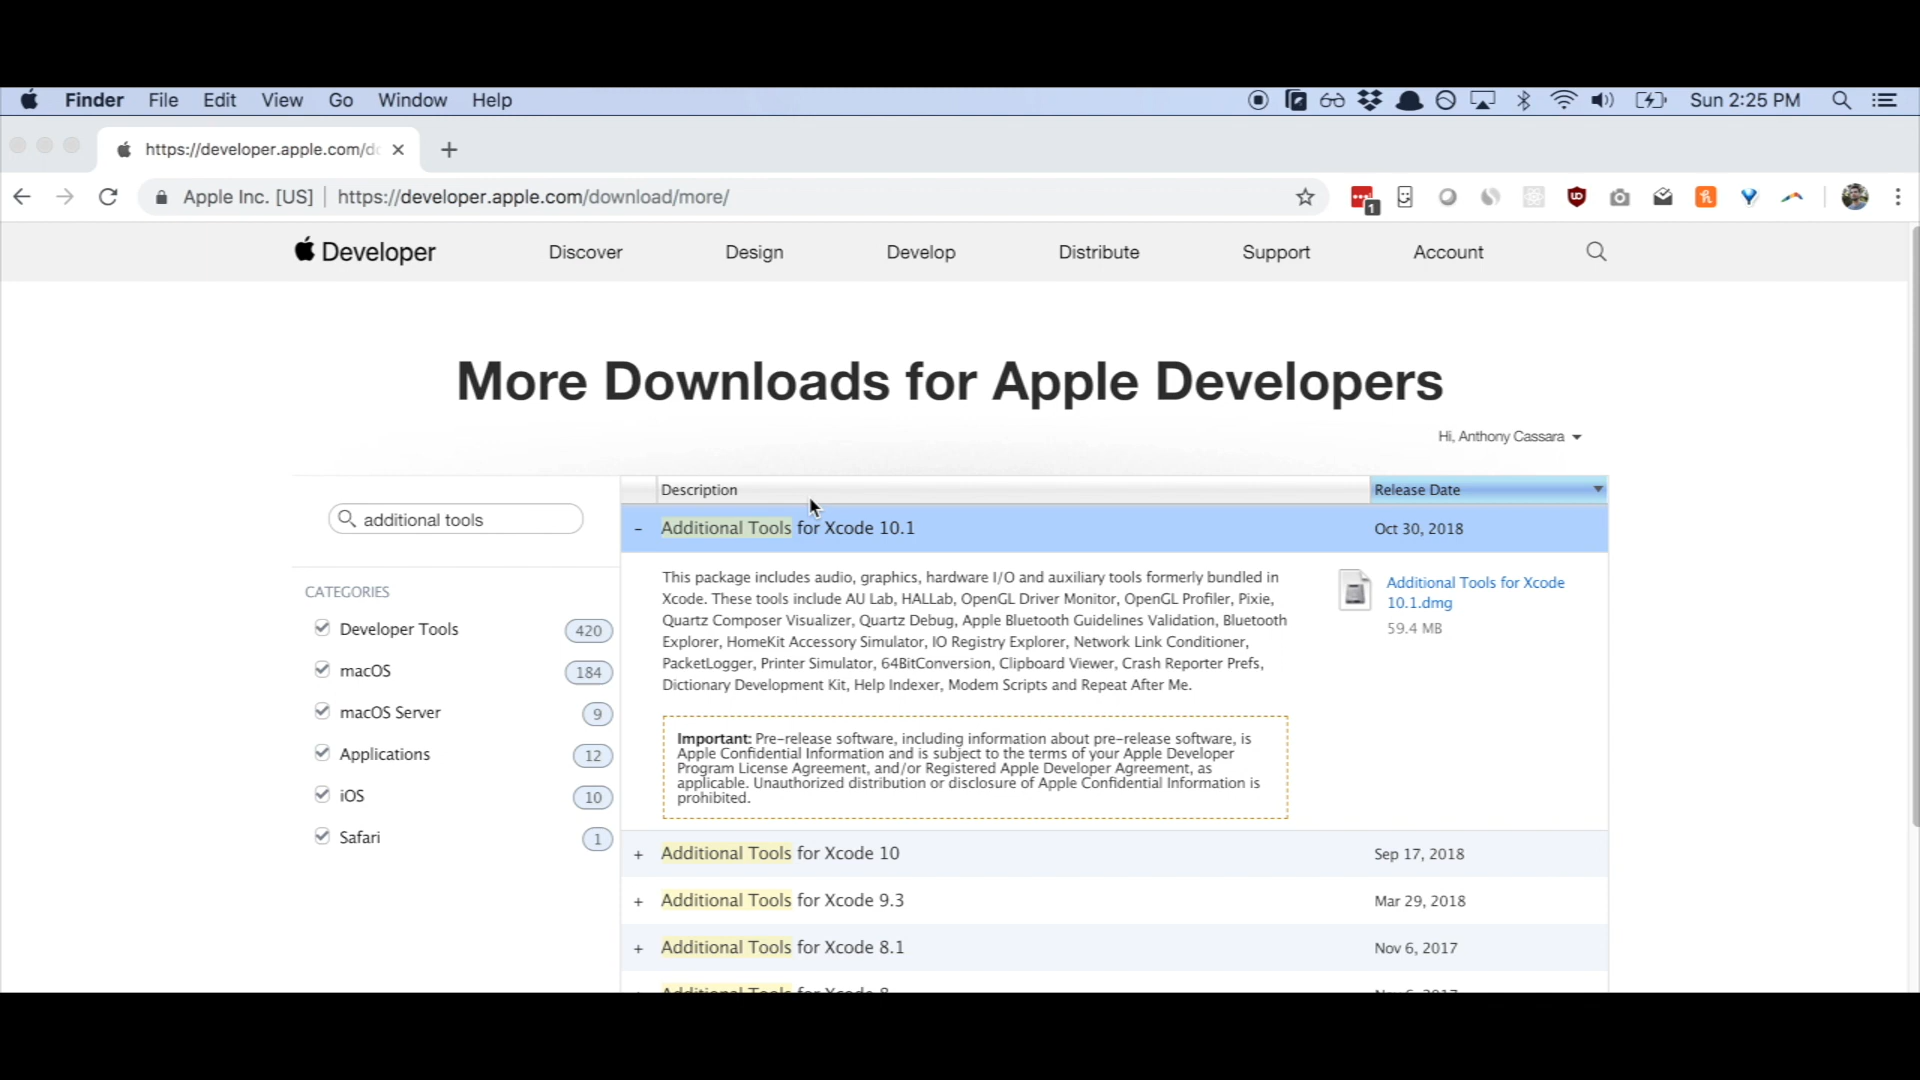 Finder File Edit View Go Window Help Sun 2:25 PM
https://developer.apple.com/do
Apple Inc. [US] https://developer.apple.com/download/more/
1
Developer Discover Design Develop Distribute Support Account
More Downloads for Apple Developers
Hi, Anthony Cassara
additional tools
CATEGORIES
Developer Tools 420
macOS 184
macOS Server 9
Applications 12
iOS 10
Safari 1
Description Release Date
– Additional Tools for Xcode 10.1 Oct 30, 2018
This package includes audio, graphics, hardware I/O and auxiliary tools formerly bundled in
Xcode. These tools include AU Lab, HALLab, OpenGL Driver Monitor, OpenGL Profiler, Pixie,
Quartz Composer Visualizer, Quartz Debug, Apple Bluetooth Guidelines Validation, Bluetooth
Explorer, HomeKit Accessory Simulator, IO Registry Explorer, Network Link Conditioner,
PacketLogger, Printer Simulator, 64BitConversion, Clipboard Viewer, Crash Reporter Prefs,
Dictionary Development Kit, Help Indexer, Modem Scripts and Repeat After Me.
Additional Tools for Xcode
10.1.dmg
59.4 MB
Important: Pre-release software, including information about pre-release software, is
Apple Confidential Information and is subject to the terms of your Apple Developer
Program License Agreement, and/or Registered Apple Developer Agreement, as
applicable. Unauthorized distribution or disclosure of Apple Confidential Information is
prohibited.
+ Additional Tools for Xcode 10 Sep 17, 2018
+ Additional Tools for Xcode 9.3 Mar 29, 2018
+ Additional Tools for Xcode 8.1 Nov 6, 2017
Additional Tools for Xcode 8 Nov 6, 2017